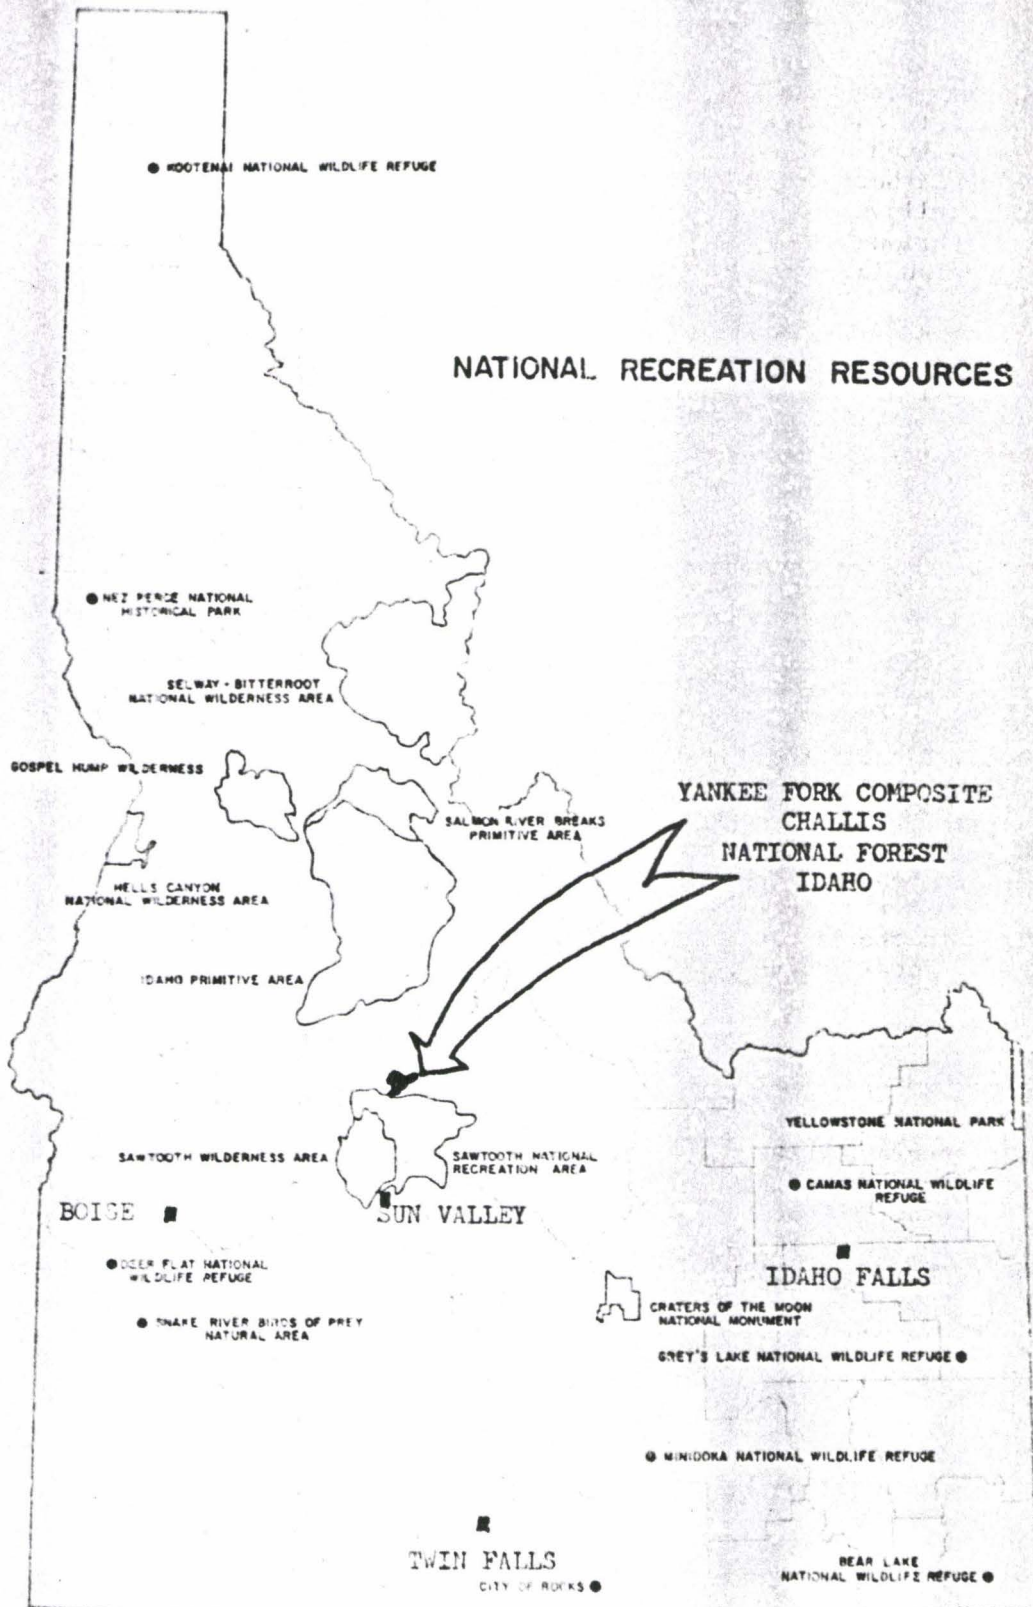 KOOTENAI NATIONAL WILDLIFE REFUGE
NATIONAL RECREATION RESOURCES
NEZ PERCE NATIONAL
HISTORICAL PARK
SELWAY - BITTERROOT
NATIONAL WILDERNESS AREA
GOSPEL HUMP WILDERNESS
YANKEE FORK COMPOSITE
CHALLIS
NATIONAL FOREST
IDAHO
SALMON RIVER BREAKS
PRIMITIVE AREA
HELLS CANYON
NATIONAL WILDERNESS AREA
IDAHO PRIMITIVE AREA
YELLOWSTONE NATIONAL PARK
SAWTOOTH WILDERNESS AREA
SAWTOOTH NATIONAL
RECREATION AREA
CAMAS NATIONAL WILDLIFE
REFUGE
BOISE
SUN VALLEY
DEER FLAT NATIONAL
WILDLIFE REFUGE
IDAHO FALLS
CRATERS OF THE MOON
NATIONAL MONUMENT
SNAKE RIVER BIRDS OF PREY
NATURAL AREA
GREY'S LAKE NATIONAL WILDLIFE REFUGE
MINIDOKA NATIONAL WILDLIFE REFUGE
TWIN FALLS
CITY OF ROCKS
BEAR LAKE
NATIONAL WILDLIFE REFUGE